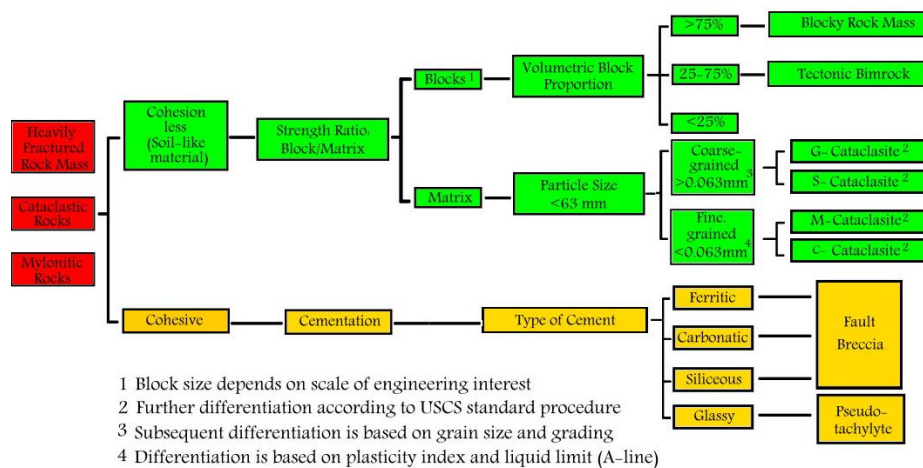 Heavily
Fractured
Rock Mass
Cataclastic
Rocks
Mylonitic
Rocks
Cohesion
less
(Soil-like
material)
Strength Ratio:
Block/Matrix
Blocks 1
Volumetric Block
Proportion
>75%
Blocky Rock Mass
25-75%
Tectonic Bimrock
<25%
Matrix
Particle Size
<63 mm
Coarse-
grained
>0.063mm 3
G- Cataclasite 2
S- Cataclasite 2
Fine.
grained
<0.063mm 4
M-Cataclasite 2
C- Cataclasite 2
Cohesive
Cementation
Type of Cement
Ferritic
Carbonatic
Siliceous
Glassy
Fault
Breccia
Pseudo-
tachylyte
1 Block size depends on scale of engineering interest
2 Further differentiation according to USCS standard procedure
3 Subsequent differentiation is based on grain size and grading
4 Differentiation is based on plasticity index and liquid limit (A-line)